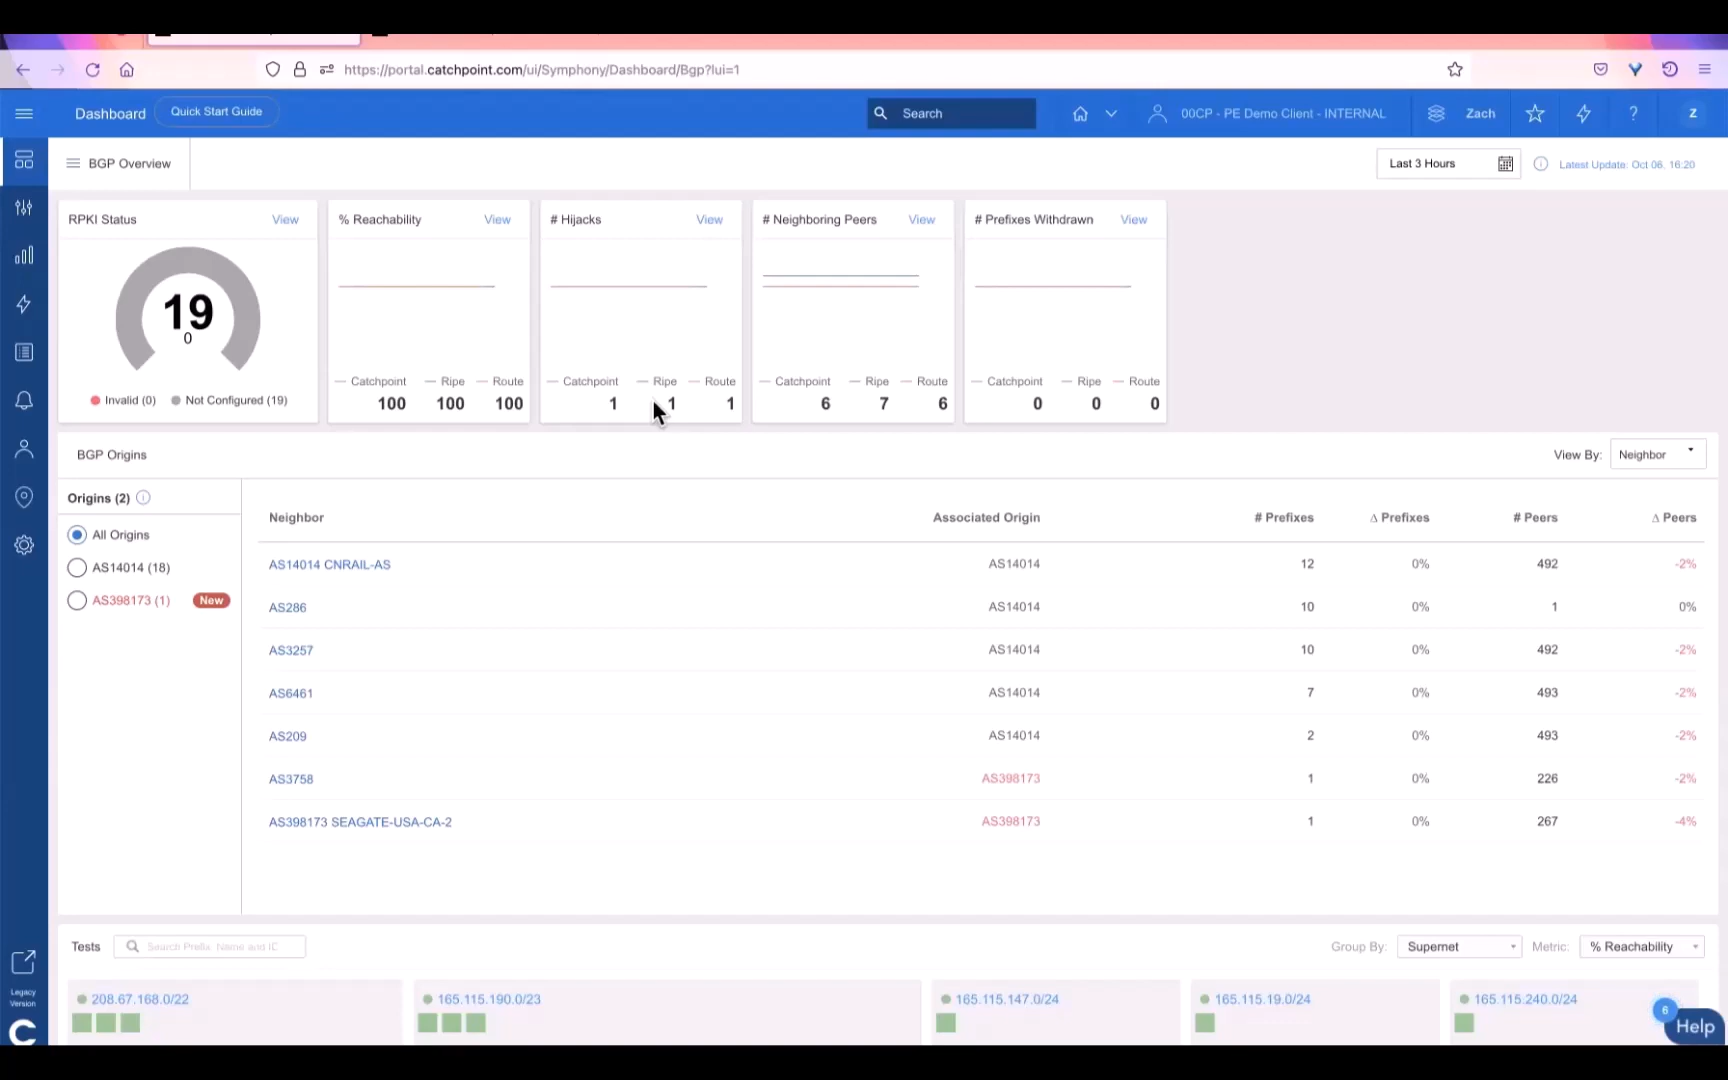 https://portal.catchpoint.com/ui/Symphony/Dashboard/Bgp?lui=1
Dashboard Quick Start Guide Search 00CP - PE Demo Client - INTERNAL Zach ? Z
BGP Overview Last 3 Hours Latest Update: Oct 06, 16:20
RPKI Status View % Reachability View # Hijacks View # Neighboring Peers View # Prefixes Withdrawn View
19
0
Catchpoint Ripe Route Catchpoint Ripe Route Catchpoint Ripe Route Catchpoint Ripe Route
Invalid (0) Not Configured (19) 100 100 100 1 1 1 6 7 6 0 0 0
BGP Origins View By: Neighbor
Origins (2)
Neighbor Associated Origin # Prefixes Δ Prefixes # Peers Δ Peers
All Origins
AS14014 (18)
AS398173 (1) New
AS14014 CNRAIL-AS AS14014 12 0% 492 -2%
AS286 AS14014 10 0% 1 0%
AS3257 AS14014 10 0% 492 -2%
AS6461 AS14014 7 0% 493 -2%
AS209 AS14014 2 0% 493 -2%
AS3758 AS398173 1 0% 226 -2%
AS398173 SEAGATE-USA-CA-2 AS398173 1 0% 267 -4%
Tests Search Prefix, Name and ID Group By: Supernet Metric: % Reachability
208.67.168.0/22 165.115.190.0/23 165.115.147.0/24 165.115.19.0/24 165.115.240.0/24
Legacy
Version
6
Help